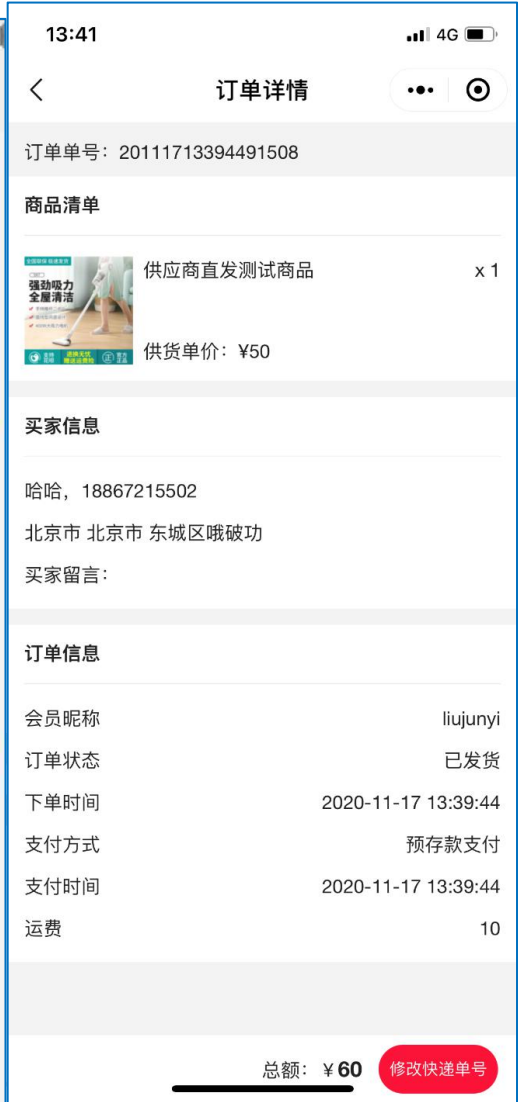 13:41
4G
订单详情
订单单号：20111713394491508
商品清单
强劲吸力
全屋清洁
供应商直发测试商品 x 1
供货单价：¥50
买家信息
哈哈，18867215502
北京市 北京市 东城区哦破功
买家留言：
订单信息
会员昵称 liujunyi
订单状态 已发货
下单时间 2020-11-17 13:39:44
支付方式 预存款支付
支付时间 2020-11-17 13:39:44
运费 10
总额：¥60 修改快递单号